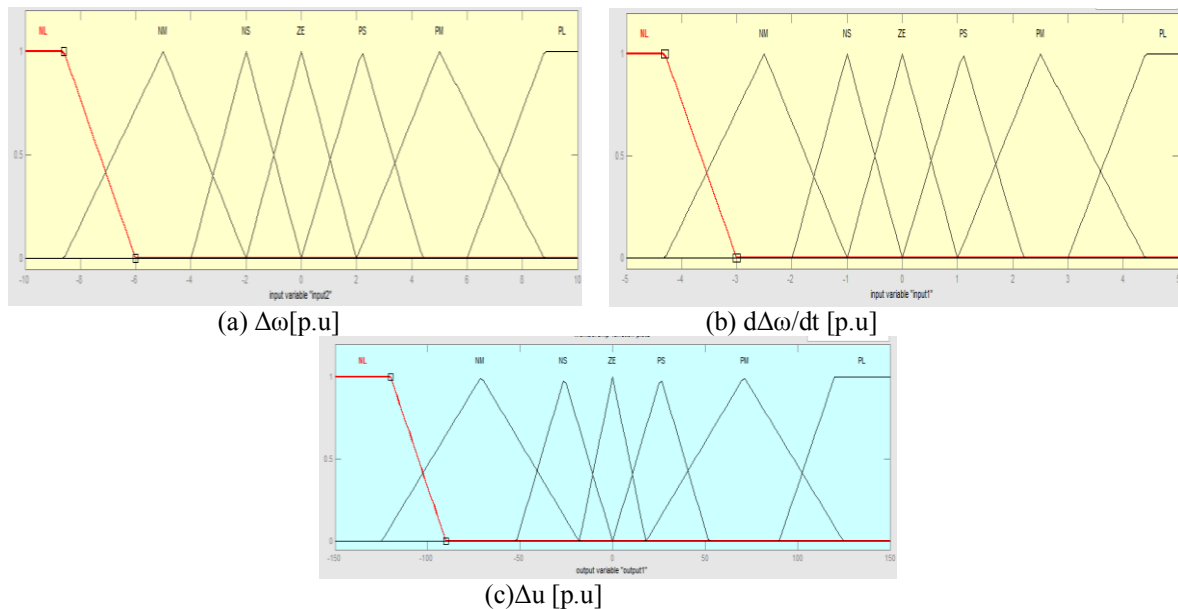 NL NM NS ZE PS PM PL
1
0.5
0
-10 -8 -6 -4 -2 0 2 4 6 8 10
input variable "input2"
(a) Δω[p.u]
NL NM NS ZE PS PM PL
1
0.5
0
-5 -4 -3 -2 -1 0 1 2 3 4 5
input variable "input1"
(b) dΔω/dt [p.u]
NL NM NS ZE PS PM PL
1
0.5
0
-150 -100 -50 0 50 100 150
output variable "output1"
(c)Δu [p.u]